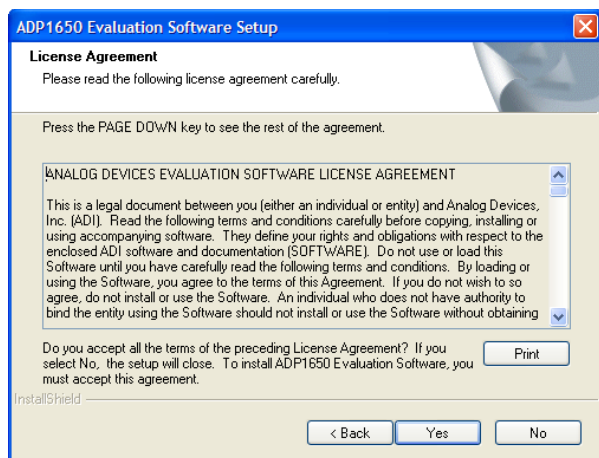 ADP1650 Evaluation Software Setup
License Agreement
Please read the following license agreement carefully.
Press the PAGE DOWN key to see the rest of the agreement.
ANALOG DEVICES EVALUATION SOFTWARE LICENSE AGREEMENT
This is a legal document between you (either an individual or entity) and Analog Devices,
Inc. (ADI). Read the following terms and conditions carefully before copying, installing or
using accompanying software. They define your rights and obligations with respect to the
enclosed ADI software and documentation (SOFTWARE). Do not use or load this
Software until you have carefully read the following terms and conditions. By loading or
using the Software, you agree to the terms of this Agreement. If you do not wish to so
agree, do not install or use the Software. An individual who does not have authority to
bind the entity using the Software should not install or use the Software without obtaining
Do you accept all the terms of the preceding License Agreement? If you
select No, the setup will close. To install ADP1650 Evaluation Software, you
must accept this agreement.
Print
InstallShield
< Back
Yes
No